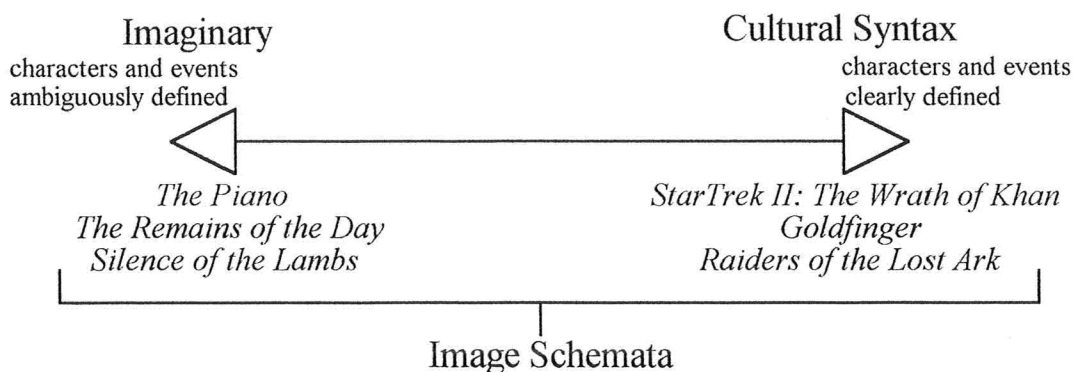 Imaginary
characters and events
ambiguously defined
Cultural Syntax
characters and events
clearly defined
The Piano
The Remains of the Day
Silence of the Lambs
StarTrek II: The Wrath of Khan
Goldfinger
Raiders of the Lost Ark
Image Schemata